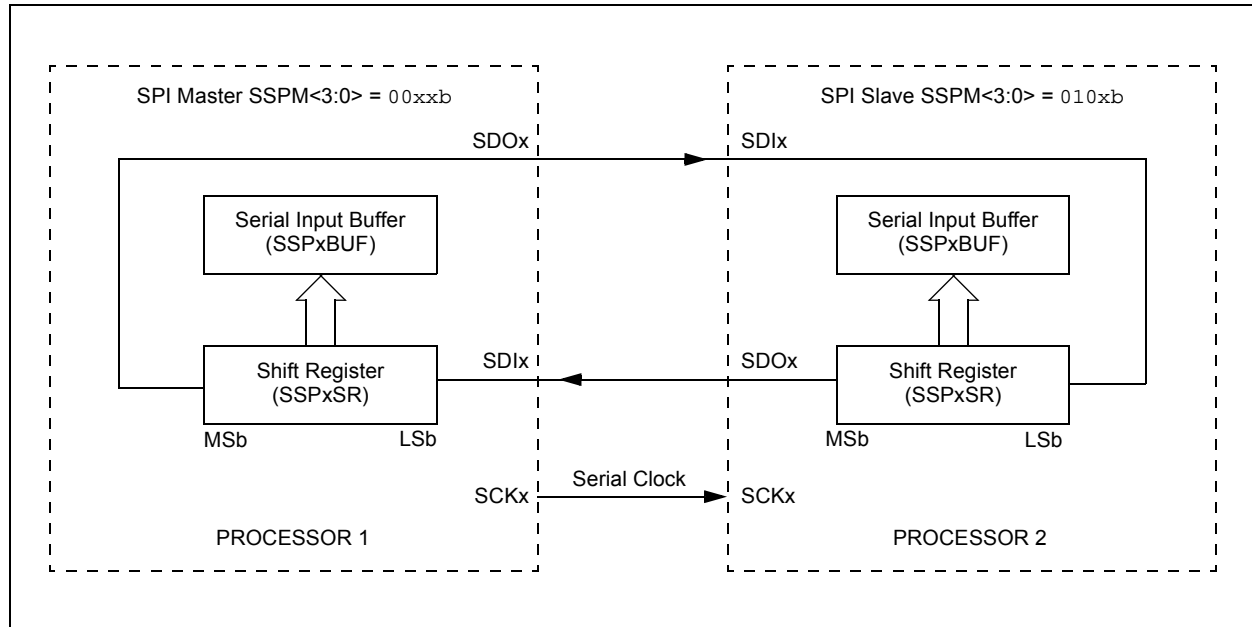 SPI Master SSPM<3:0> = 00xxb
SDOx
Serial Input Buffer
(SSPxBUF)
Shift Register
(SSPxSR)
MSb
LSb
SDIx
SCKx
PROCESSOR 1
Serial Clock
SPI Slave SSPM<3:0> = 010xb
SDIx
Serial Input Buffer
(SSPxBUF)
SDOx
Shift Register
(SSPxSR)
MSb
LSb
SCKx
PROCESSOR 2